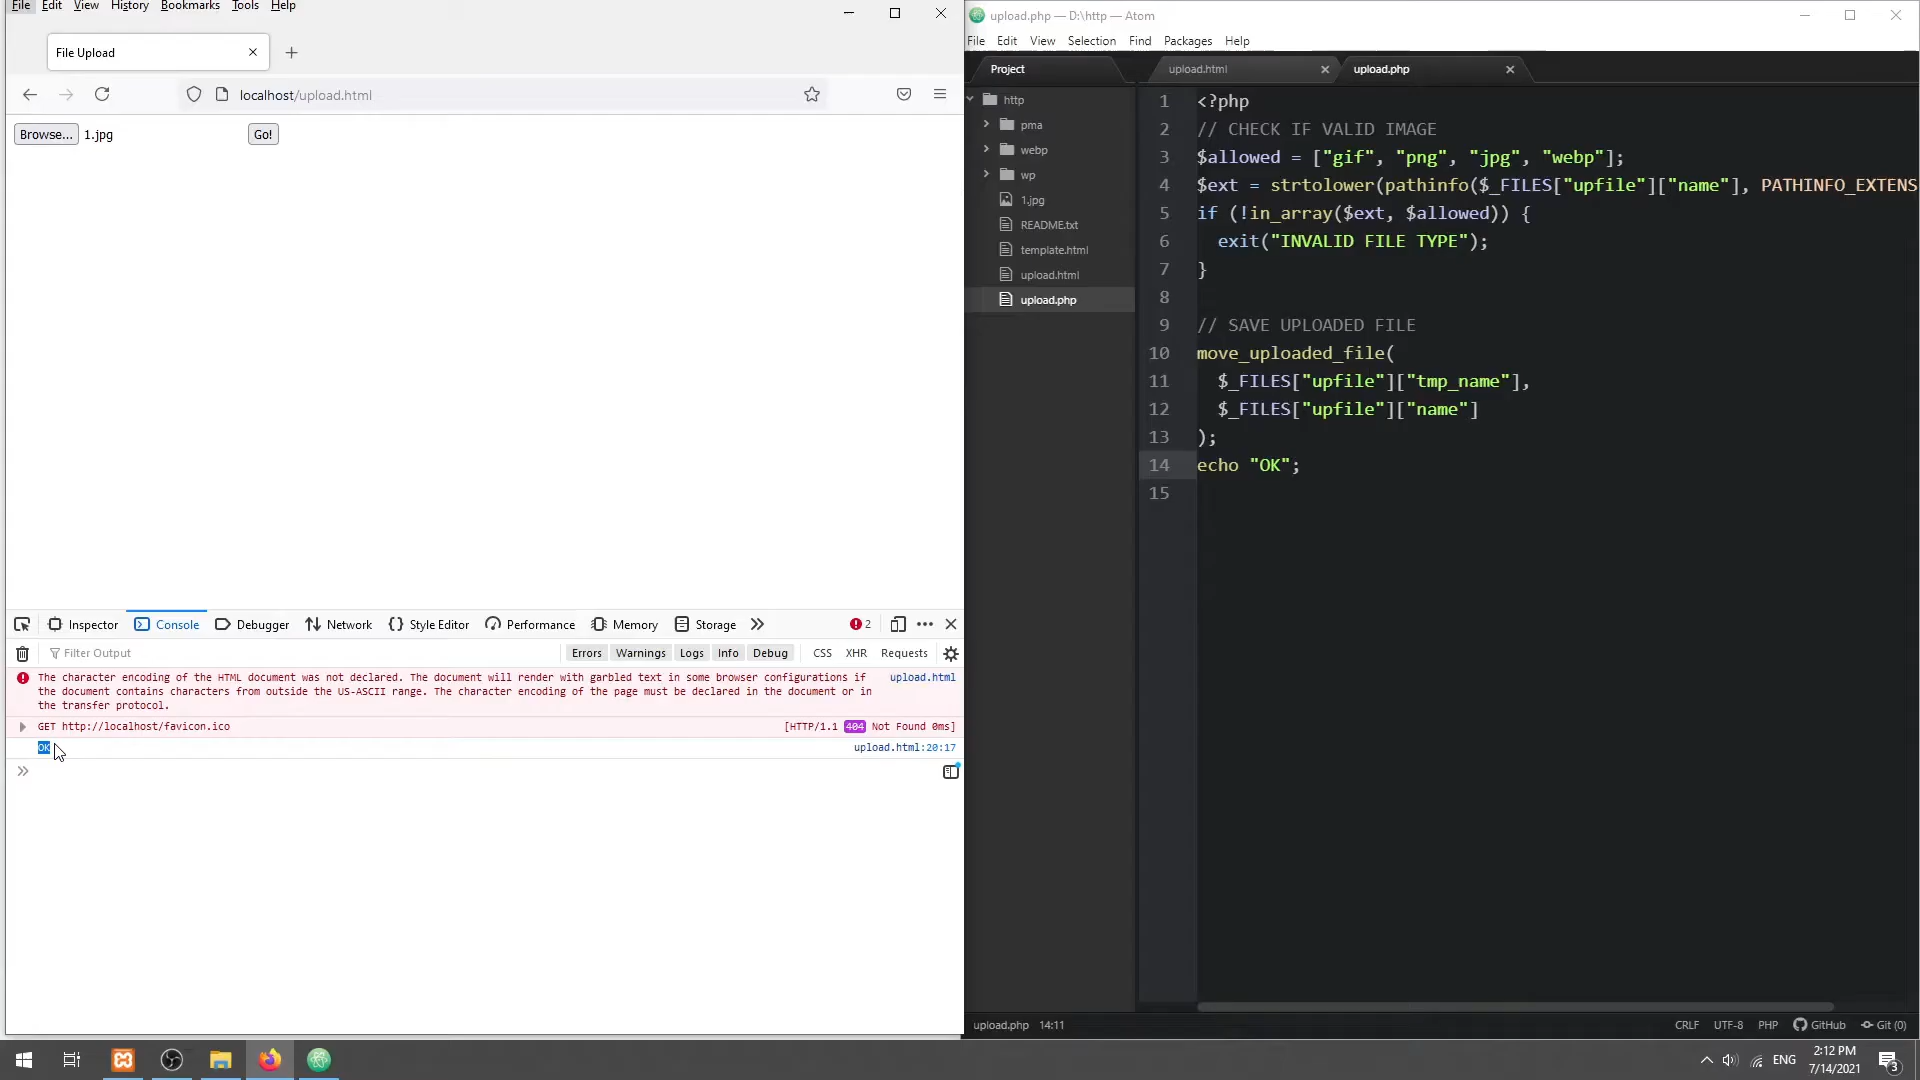 File Edit View History Bookmarks Tools Help
File Upload
localhost/upload.html
Browse... 1.jpg Go!
Inspector Console Debugger Network Style Editor Performance Memory Storage 2
Filter Output Errors Warnings Logs Info Debug CSS XHR Requests
The character encoding of the HTML document was not declared. The document will render with garbled text in some browser configurations if upload.html
the document contains characters from outside the US-ASCII range. The character encoding of the page must be declared in the document or in
the transfer protocol.
GET http://localhost/favicon.ico [HTTP/1.1 404 Not Found 0ms]
OK upload.html:20:17
upload.php — D:\http — Atom
File Edit View Selection Find Packages Help
Project
http
pma
webp
wp
1.jpg
README.txt
template.html
upload.html
upload.php
upload.html upload.php
1 <?php
2 // CHECK IF VALID IMAGE
3 $allowed = ["gif", "png", "jpg", "webp"];
4 $ext = strtolower(pathinfo($_FILES["upfile"]["name"], PATHINFO_EXTENS
5 if (!in_array($ext, $allowed)) {
6 exit("INVALID FILE TYPE");
7 }
8
9 // SAVE UPLOADED FILE
10 move_uploaded_file(
11 $_FILES["upfile"]["tmp_name"],
12 $_FILES["upfile"]["name"]
13 );
14 echo "OK";
15
upload.php 14:11 CRLF UTF-8 PHP GitHub Git (0)
ENG 2:12 PM
7/14/2021 3